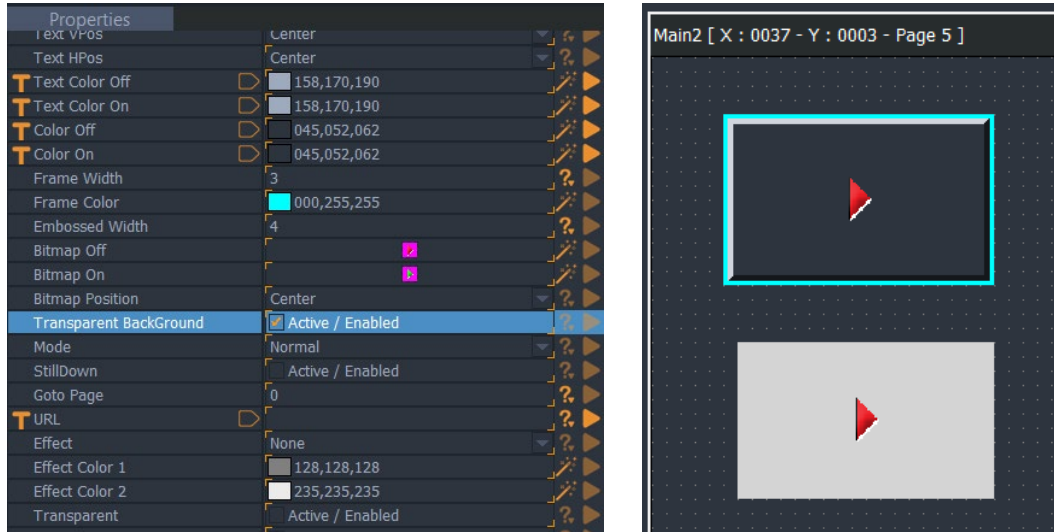 Properties
Text VPos Center
Text HPos Center
Text Color Off 158,170,190
Text Color On 158,170,190
Color Off 045,052,062
Color On 045,052,062
Frame Width 3
Frame Color 000,255,255
Embossed Width 4
Bitmap Off
Bitmap On
Bitmap Position Center
Transparent BackGround Active / Enabled
Mode Normal
StillDown Active / Enabled
Goto Page 0
URL
Effect None
Effect Color 1 128,128,128
Effect Color 2 235,235,235
Transparent Active / Enabled
Main2 [ X : 0037 - Y : 0003 - Page 5 ]